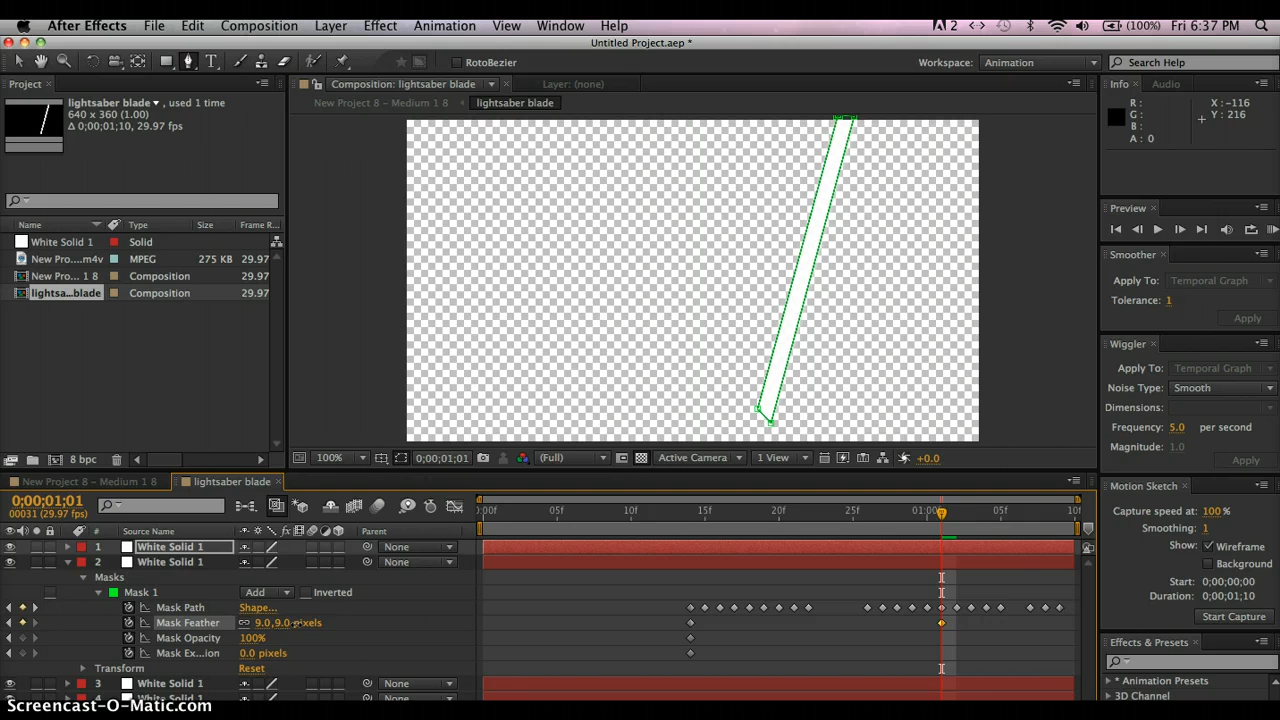 After Effects File Edit Composition Layer Effect Animation View Window Help 2 (100%) Fri 6:37 PM
Untitled Project.aep *
RotoBezier Workspace: Animation Search Help
Project Composition: lightsaber blade Layer: (none) Info Audio
New Project 8 - Medium 1 8 lightsaber blade
lightsaber blade , used 1 time
640 x 360 (1.00)
Δ 0;00;01;10, 29.97 fps
R : X : -116
G : Y : 216
B :
A : 0
Name Type Size Frame R...
White Solid 1 Solid
New Pro....m4v MPEG 275 KB 29.97
New Pro... 1 8 Composition 29.97
lightsa...blade Composition 29.97
Preview
Smoother
Apply To: Temporal Graph
Tolerance: 1
Apply
Wiggler
Apply To: Temporal Graph
Noise Type: Smooth
Dimensions:
Frequency: 5.0 per second
Magnitude: 1.0
Apply
8 bpc 100% 0;00;01;01 (Full) Active Camera 1 View +0.0
New Project 8 - Medium 1 8 lightsaber blade
0;00;01;01
00031 (29.97 fps)
:00f 05f 10f 15f 20f 25f 01:00 05f 10f
# Source Name fx Parent
1 White Solid 1 None
2 White Solid 1 None
Masks
Mask 1 Add Inverted
Mask Path Shape...
Mask Feather 9.0,9.0 pixels
Mask Opacity 100%
Mask Ex...ion 0.0 pixels
Transform Reset
3 White Solid 1 None
4 White Solid 1 None
Motion Sketch
Capture speed at: 100 %
Smoothing: 1
Show: Wireframe
Background
Start: 0;00;00;00
Duration: 0;00;01;10
Start Capture
Effects & Presets
* Animation Presets
3D Channel
Screencast-O-Matic.com